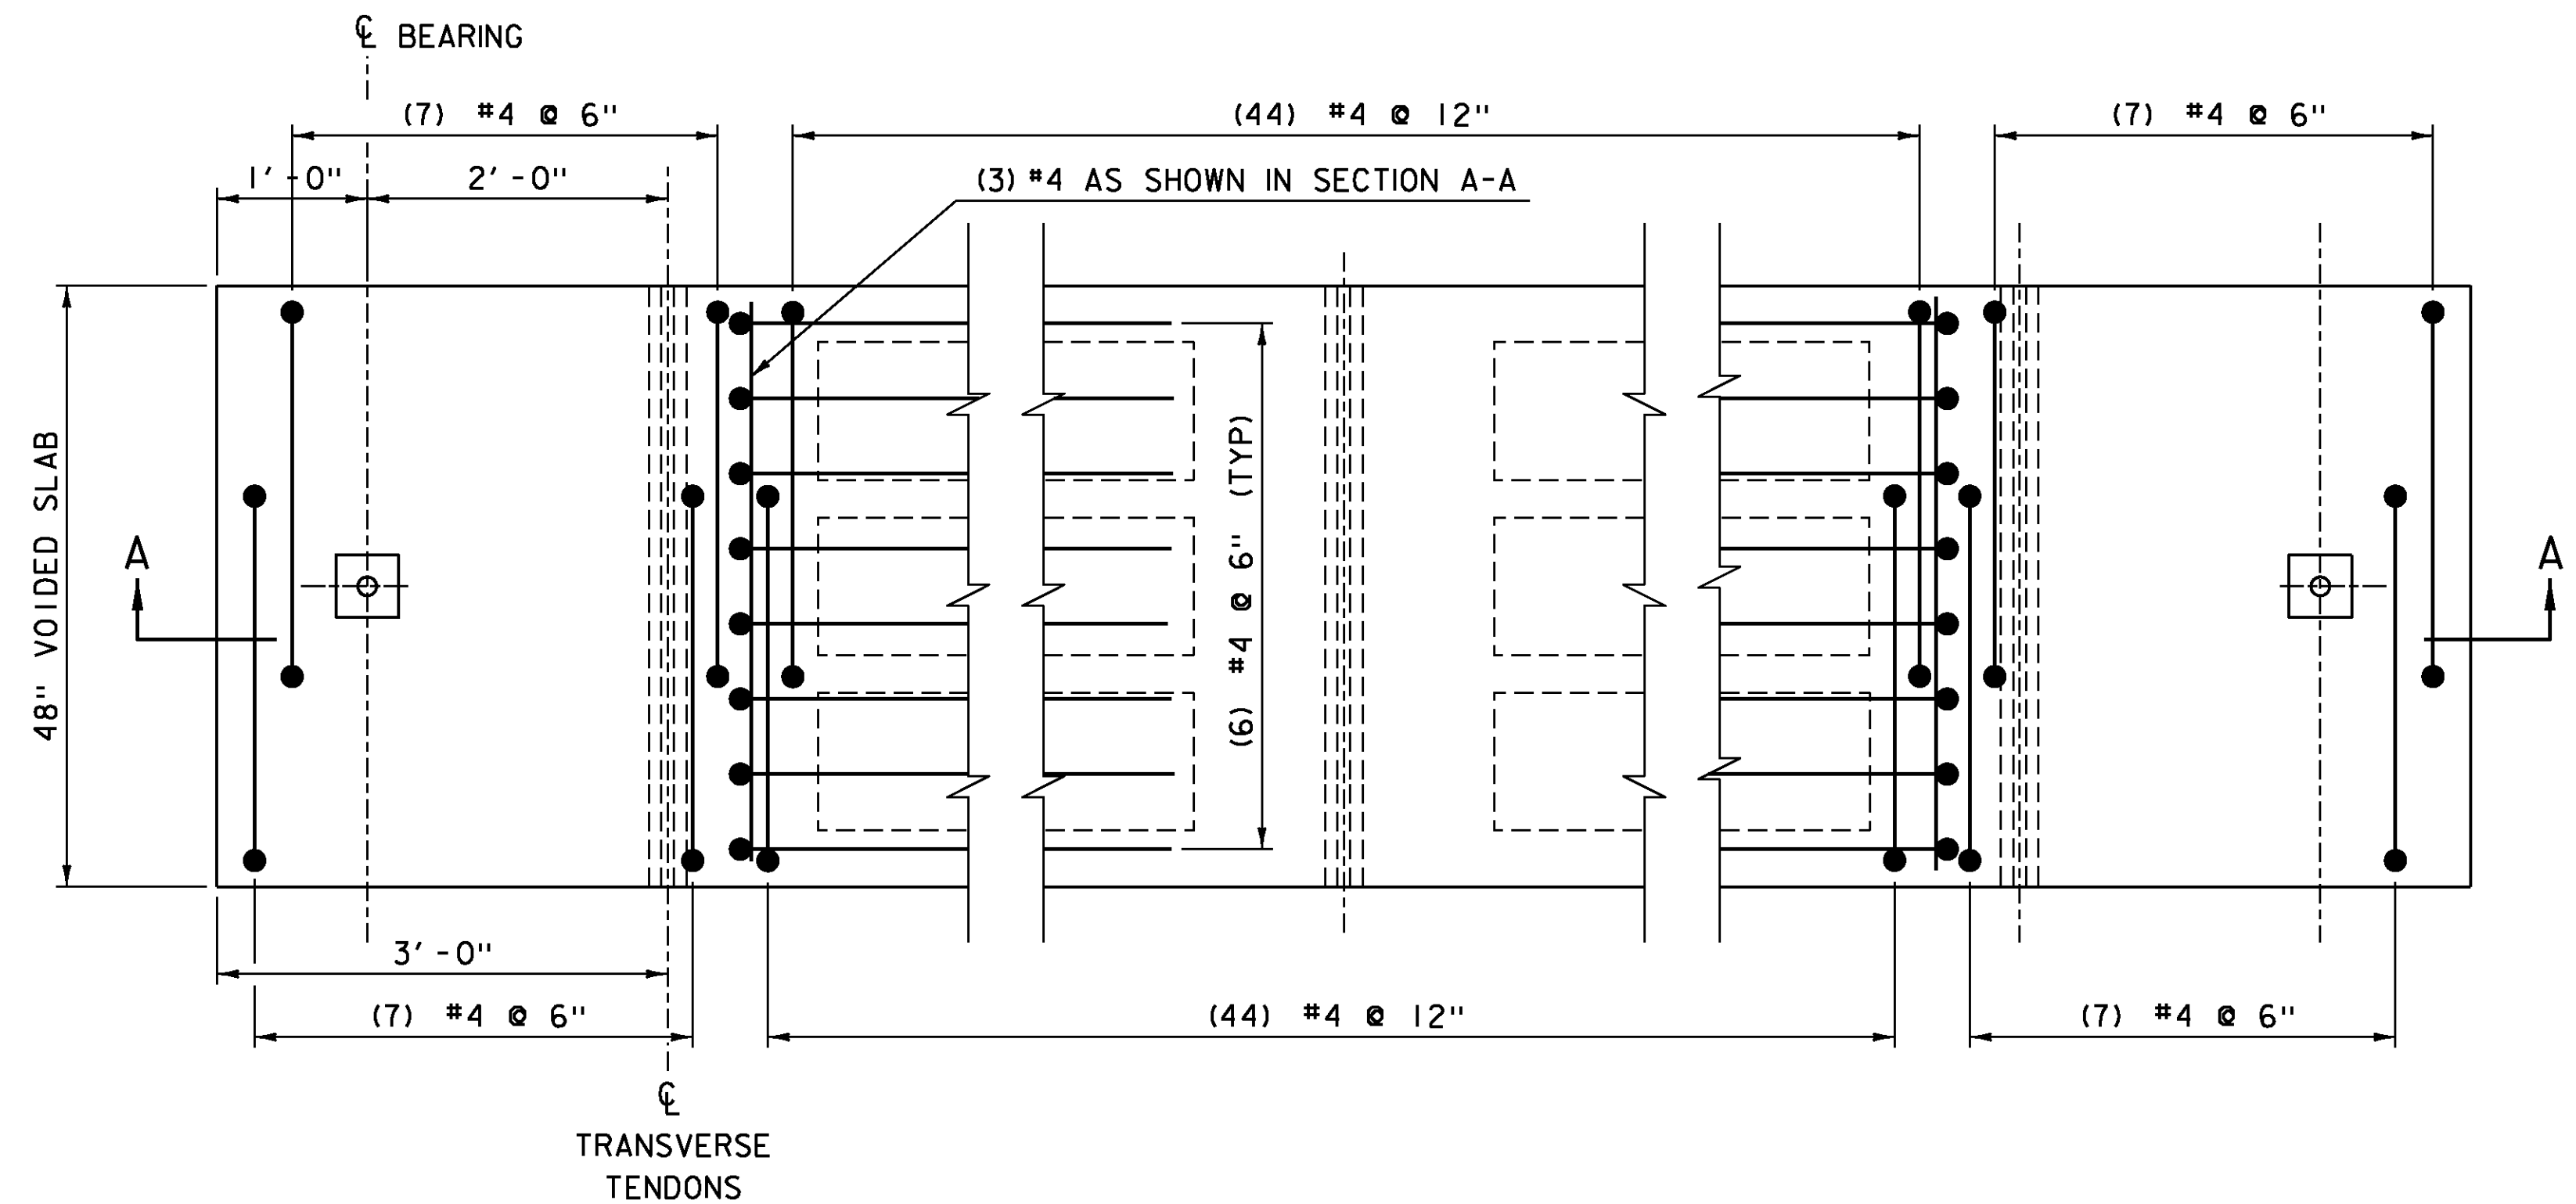 ℄ BEARING
(7) #4 @ 6"
(44) #4 @ 12"
(7) #4 @ 6"
1'-0"
2'-0"
(3) #4 AS SHOWN IN SECTION A-A
48" VOIDED SLAB
A
(6) #4 @ 6" (TYP)
A
3'-0"
(7) #4 @ 6"
(44) #4 @ 12"
(7) #4 @ 6"
℄
TRANSVERSE
TENDONS